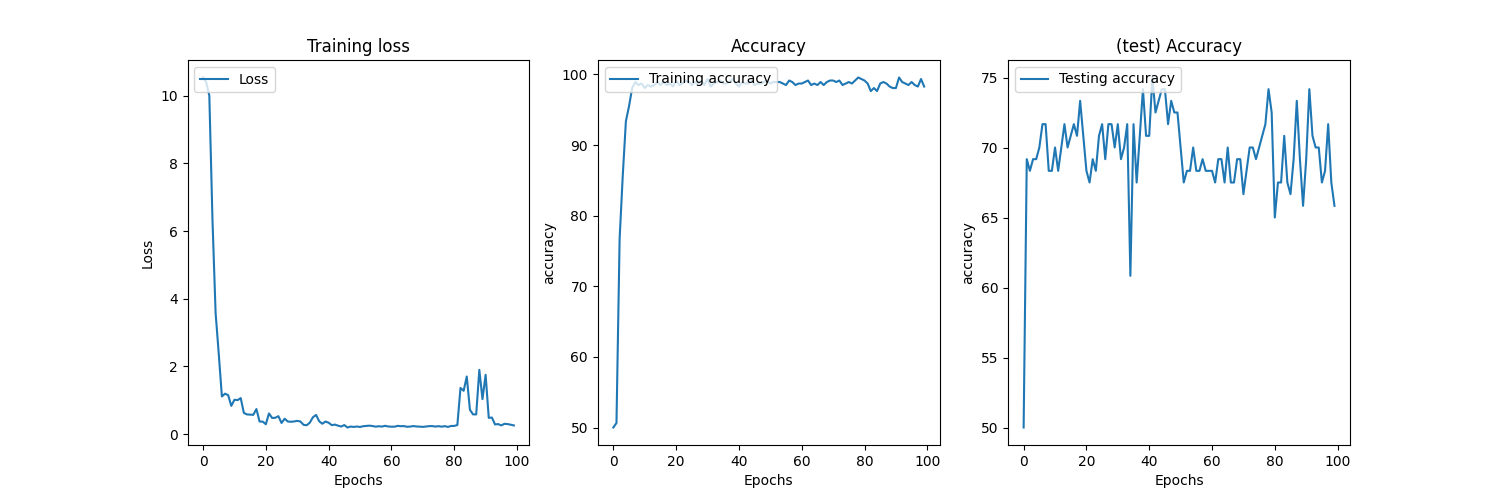 Training loss
Loss
10
8
6
4
2
0
Loss
0 20 40 60 80 100
Epochs
Accuracy
Training accuracy
100
90
80
70
60
50
accuracy
0 20 40 60 80 100
Epochs
(test) Accuracy
Testing accuracy
75
70
65
60
55
50
accuracy
0 20 40 60 80 100
Epochs